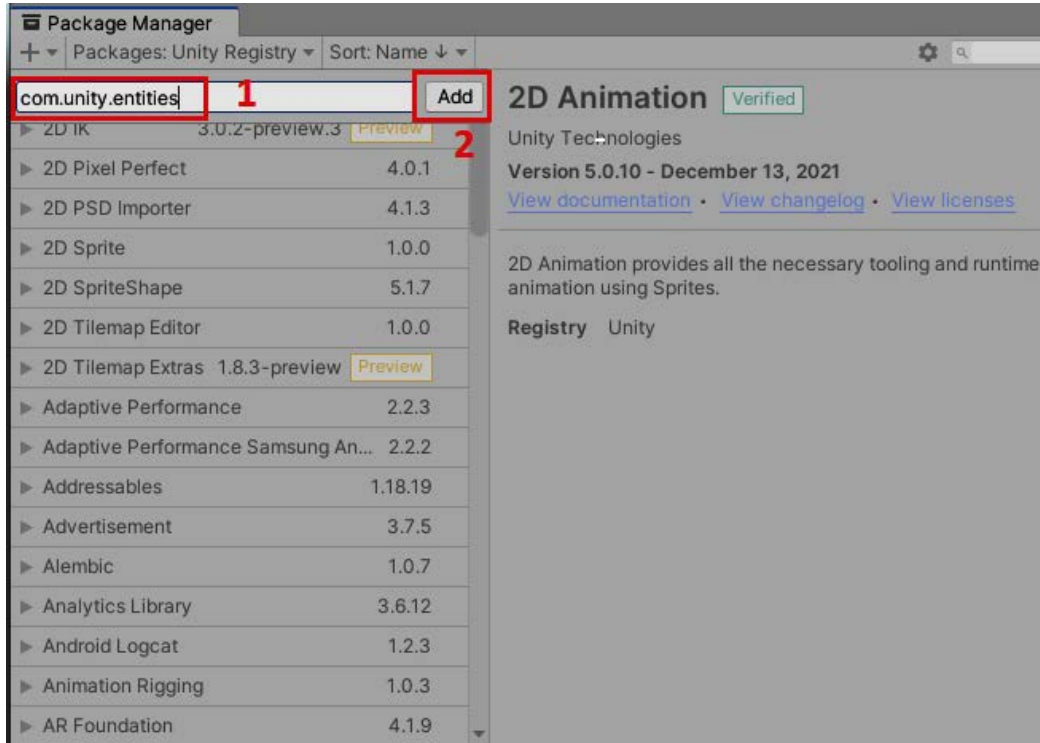 Package Manager
+ Packages: Unity Registry Sort: Name ↓
com.unity.entities 1 Add
2
2D IK 3.0.2-preview.3 Preview
2D Pixel Perfect 4.0.1
2D PSD Importer 4.1.3
2D Sprite 1.0.0
2D SpriteShape 5.1.7
2D Tilemap Editor 1.0.0
2D Tilemap Extras 1.8.3-preview Preview
Adaptive Performance 2.2.3
Adaptive Performance Samsung An... 2.2.2
Addressables 1.18.19
Advertisement 3.7.5
Alembic 1.0.7
Analytics Library 3.6.12
Android Logcat 1.2.3
Animation Rigging 1.0.3
AR Foundation 4.1.9
2D Animation Verified
Unity Technologies
Version 5.0.10 - December 13, 2021
View documentation • View changelog • View licenses
2D Animation provides all the necessary tooling and runtime
animation using Sprites.
Registry Unity